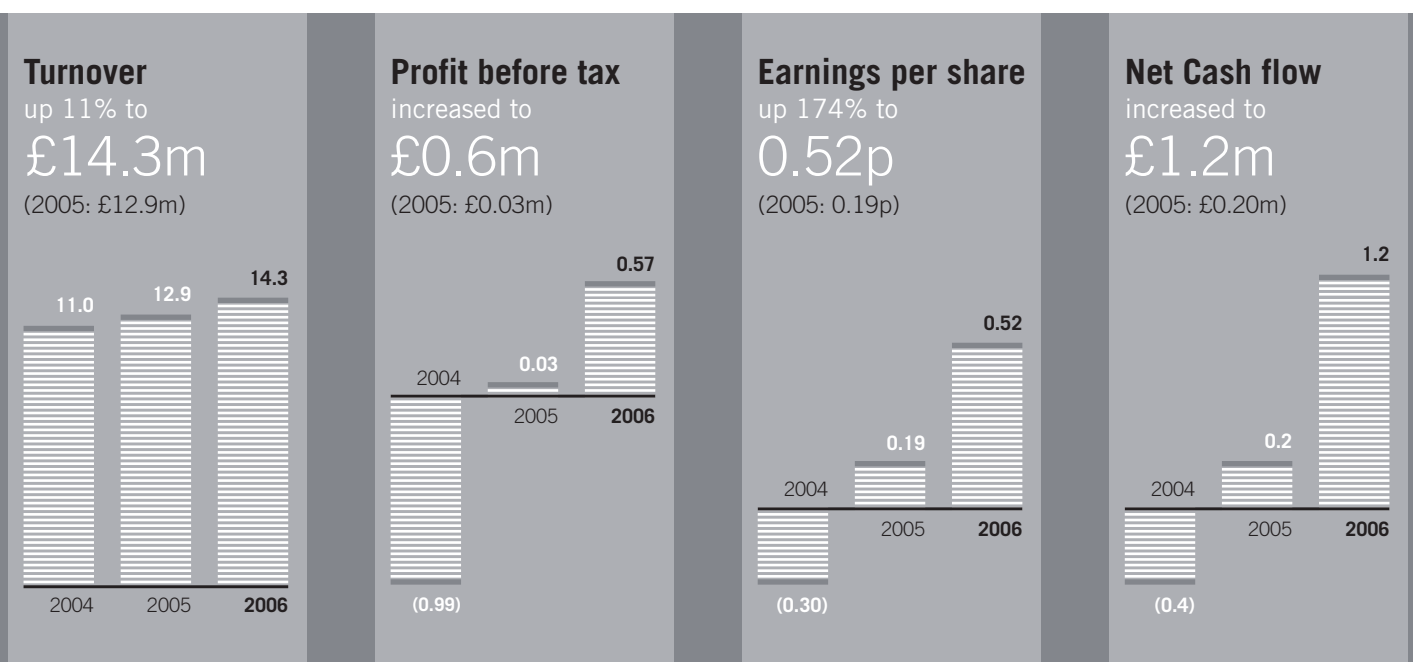 Turnover
up 11% to
£14.3m
(2005: £12.9m)
11.0
12.9
14.3
2004
2005
2006
Profit before tax
increased to
£0.6m
(2005: £0.03m)
0.57
0.03
2004
2005
2006
(0.99)
Earnings per share
up 174% to
0.52p
(2005: 0.19p)
0.52
0.19
2004
2005
2006
(0.30)
Net Cash flow
increased to
£1.2m
(2005: £0.20m)
1.2
0.2
2004
2005
2006
(0.4)